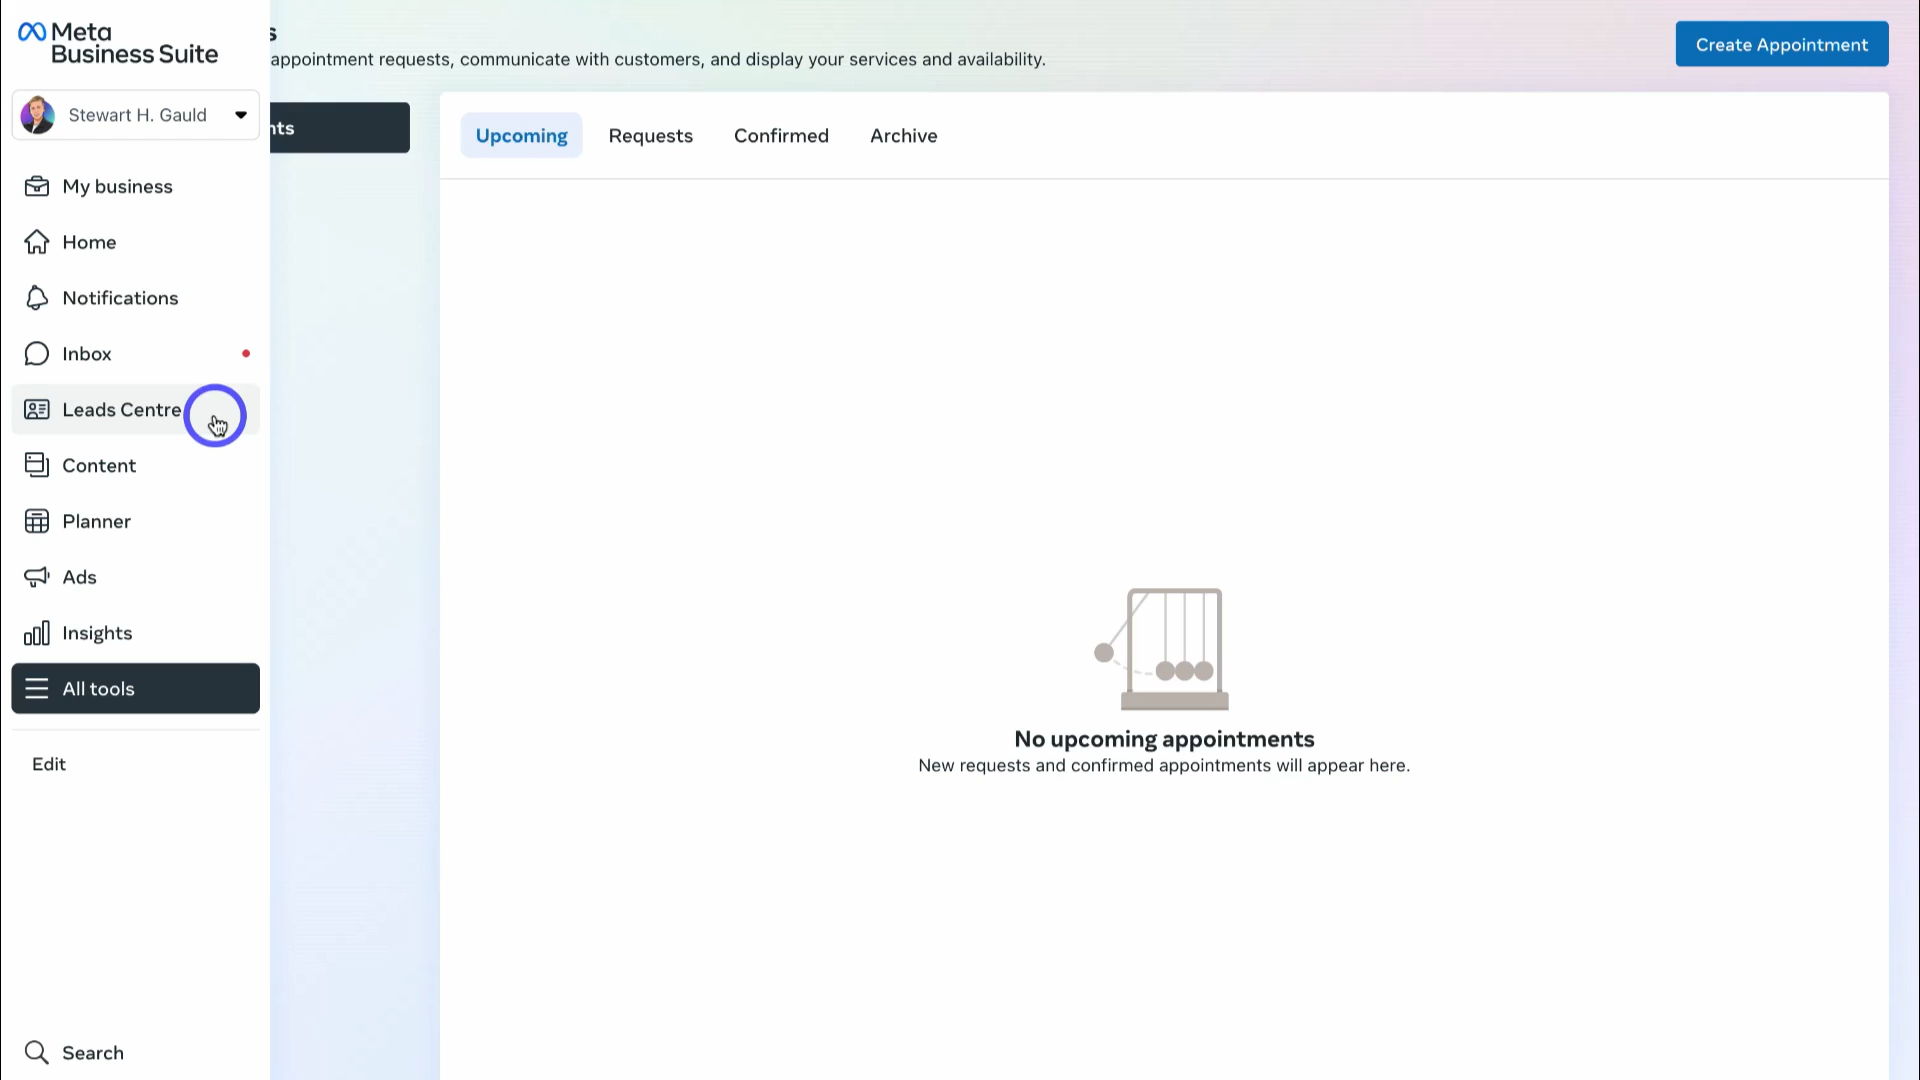 Meta
Business Suite
s
appointment requests, communicate with customers, and display your services and availability.
Create Appointment
Stewart H. Gauld
nts
Upcoming
Requests
Confirmed
Archive
My business
Home
Notifications
Inbox
Leads Centre
Content
Planner
Ads
Insights
All tools
Edit
Search
No upcoming appointments
New requests and confirmed appointments will appear here.